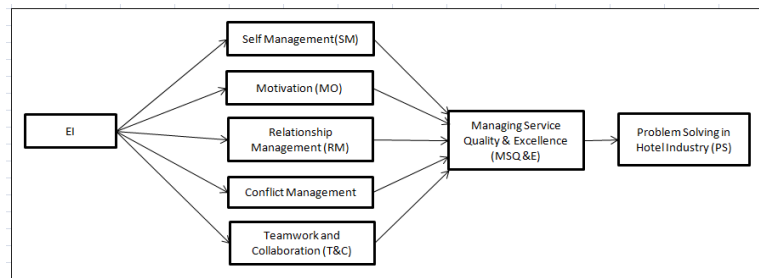 Self Management(SM)
Motivation (MO)
EI
Relationship
Management (RM)
Conflict Management
Teamwork and
Collaboration (T&C)
Managing Service
Quality & Excellence
(MSQ&E)
Problem Solving in
Hotel Industry (PS)